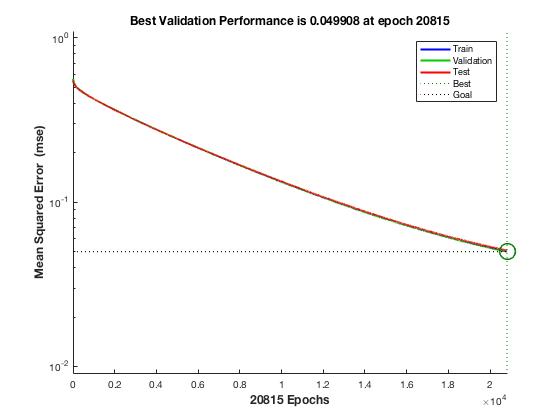 Best Validation Performance is 0.049908 at epoch 20815
10^0
Train
Validation
Test
Best
Goal
Mean Squared Error (mse)
10^-1
10^-2
0 0.2 0.4 0.6 0.8 1 1.2 1.4 1.6 1.8 2
×10^4
20815 Epochs